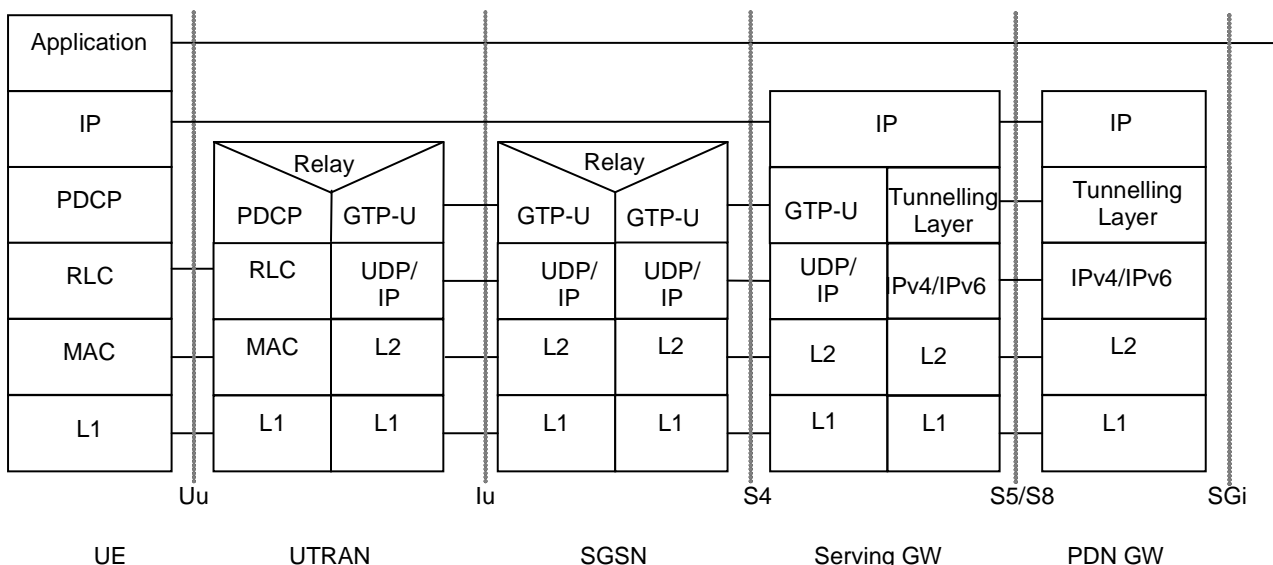 Application
IP
IP
IP
Relay
Relay
PDCP
PDCP
GTP-U
GTP-U
GTP-U
GTP-U
Tunnelling
Layer
Tunnelling
Layer
RLC
RLC
UDP/
IP
UDP/
IP
UDP/
IP
UDP/
IP
IPv4/IPv6
IPv4/IPv6
MAC
MAC
L2
L2
L2
L2
L2
L2
L1
L1
L1
L1
L1
L1
L1
L1
Uu
Iu
S4
S5/S8
SGi
UE
UTRAN
SGSN
Serving GW
PDN GW